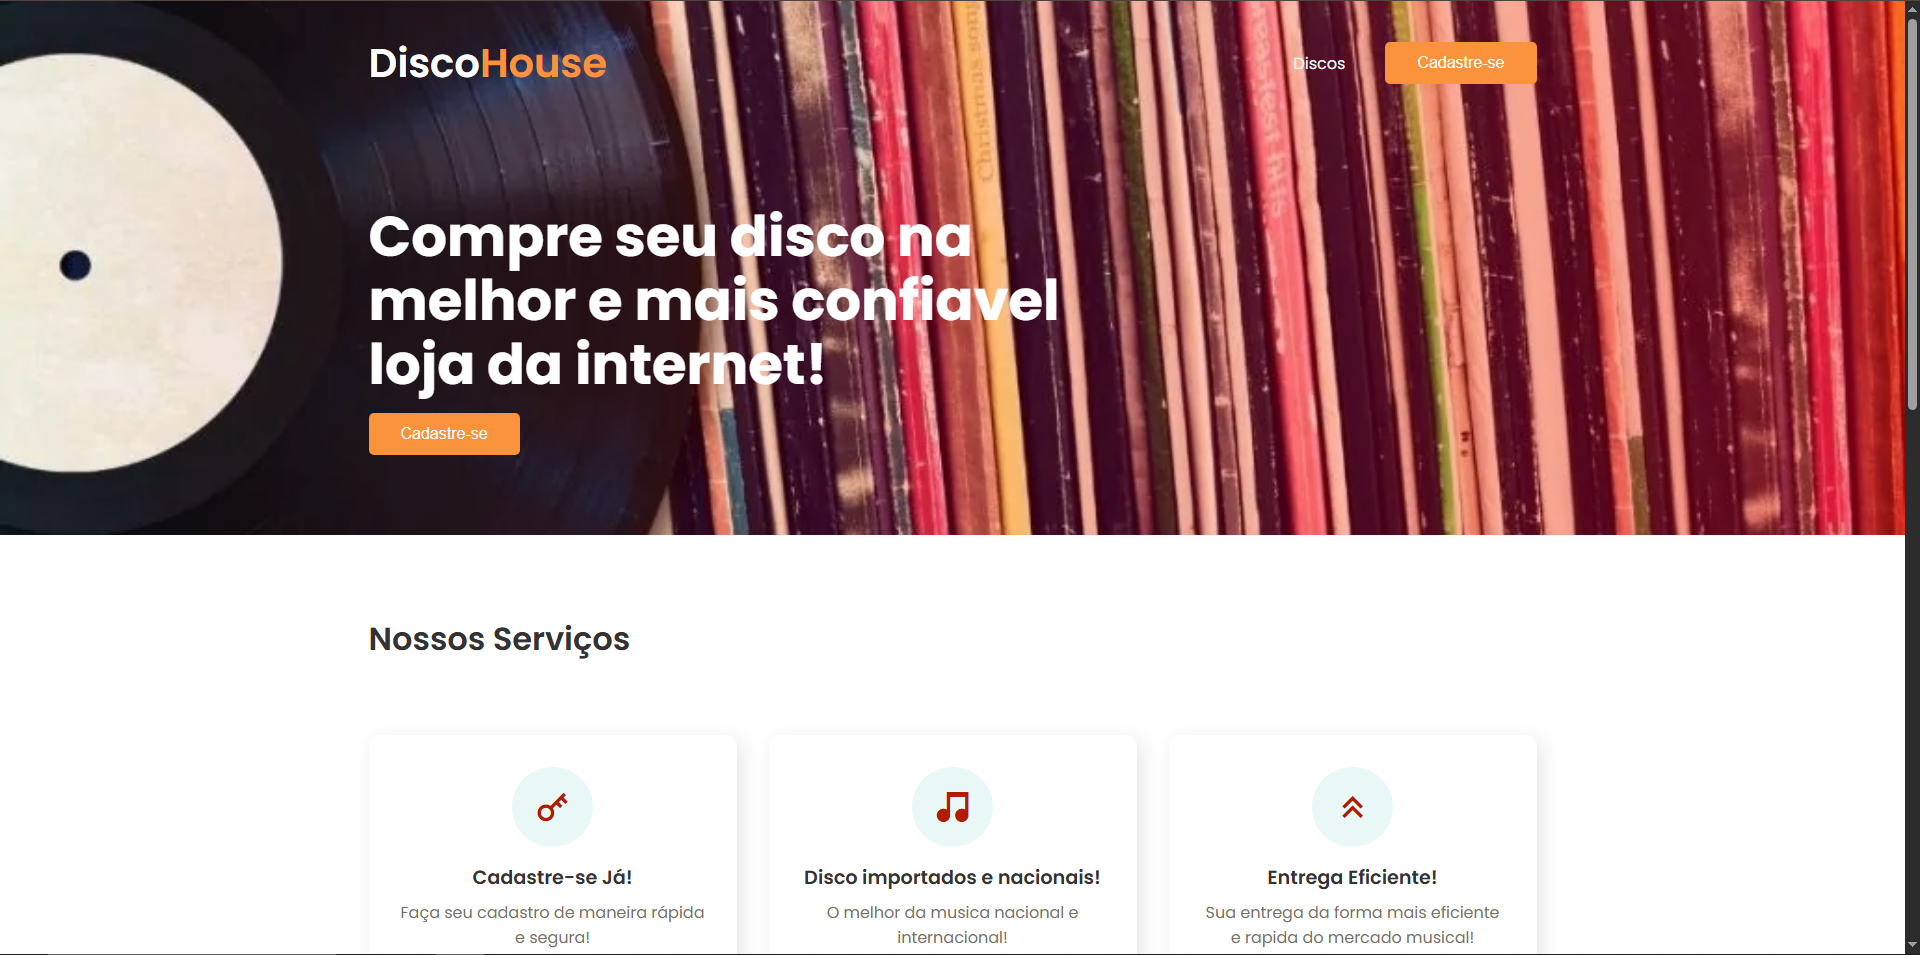 DiscoHouse
Discos
Cadastre-se
Christmas song
Compre seu disco na
melhor e mais confiavel
loja da internet!
Cadastre-se
Nossos Serviços
Cadastre-se Já!
Faça seu cadastro de maneira rápida
e segura!
Disco importados e nacionais!
O melhor da musica nacional e
internacional!
Entrega Eficiente!
Sua entrega da forma mais eficiente
e rapida do mercado musical!